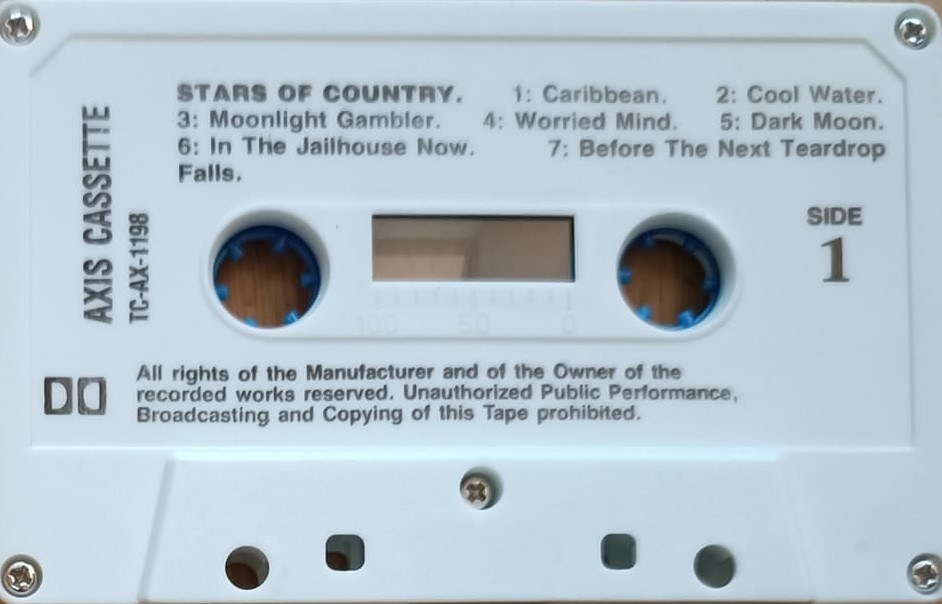 STARS OF COUNTRY. 1: Caribbean. 2: Cool Water.
3: Moonlight Gambler. 4: Worried Mind. 5: Dark Moon.
6: In The Jailhouse Now. 7: Before The Next Teardrop
Falls.
AXIS CASSETTE
TC-AX-1198
SIDE
1
100 50 0
All rights of the Manufacturer and of the Owner of the
recorded works reserved. Unauthorized Public Performance,
Broadcasting and Copying of this Tape prohibited.